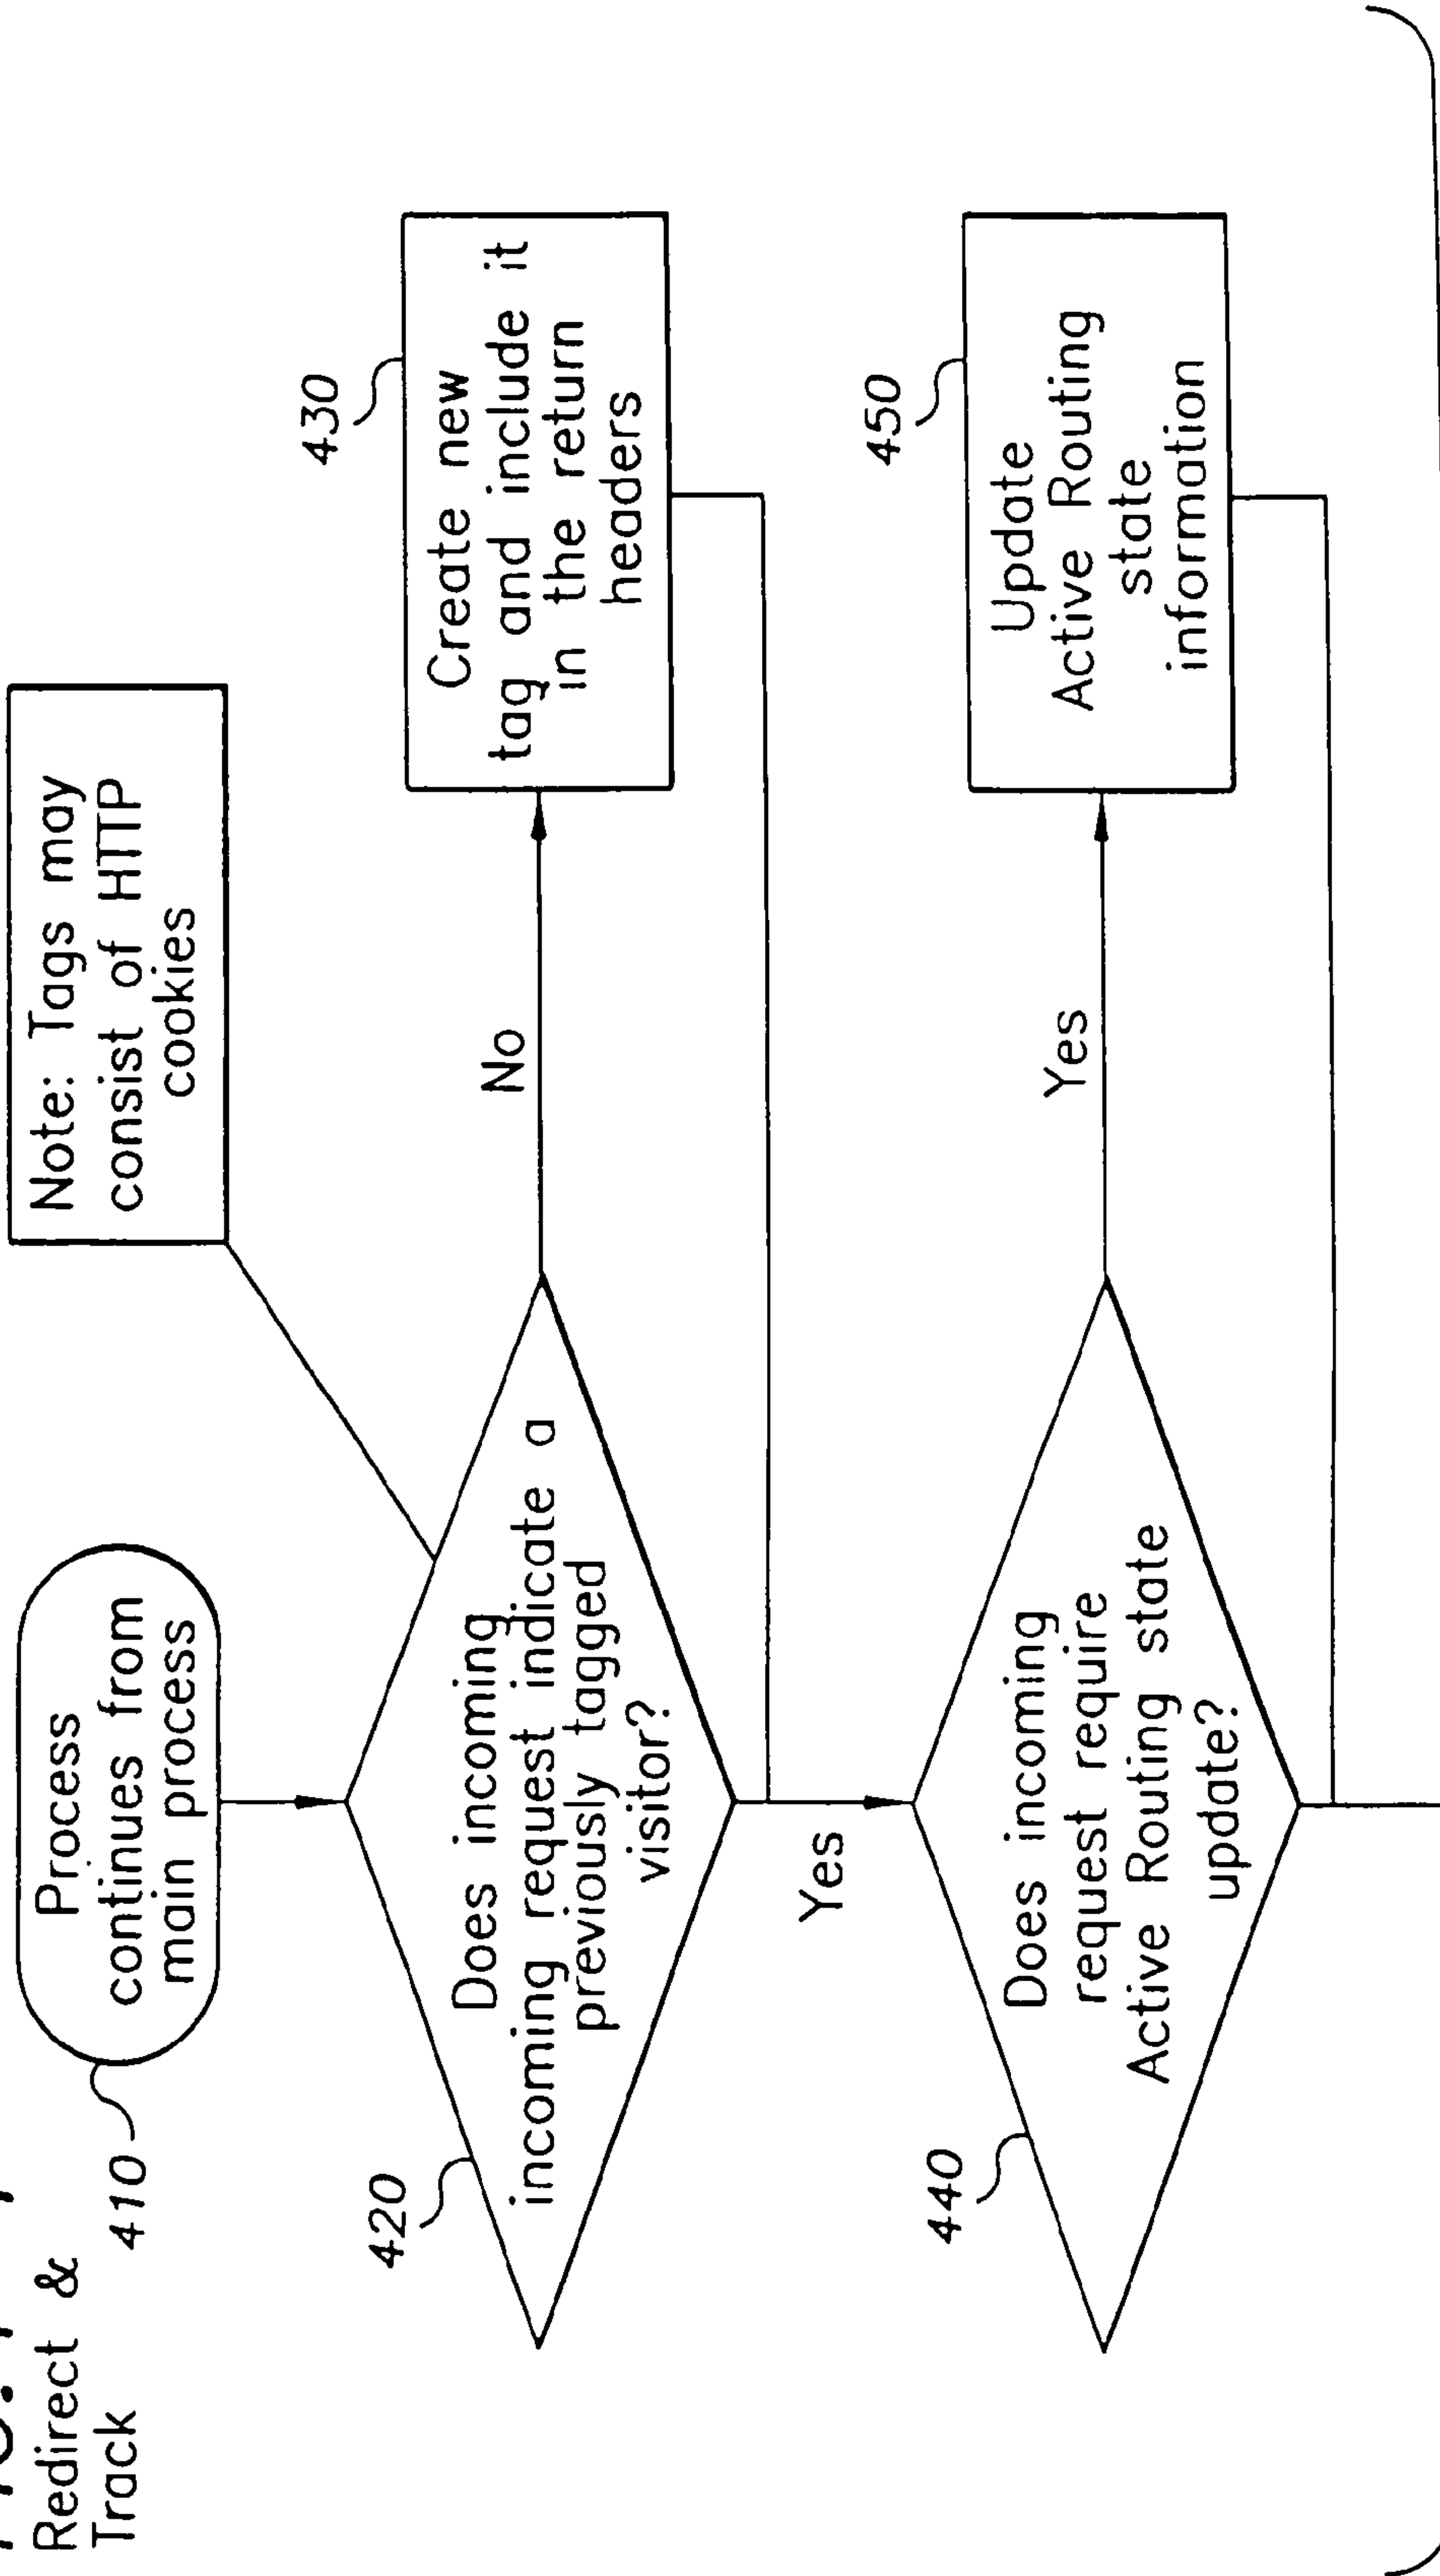 Redirect &
Track
410
Process
continues from
main process
Note: Tags may
consist of HTTP
cookies
420
Does incoming
incoming request indicate a
previously tagged
visitor?
No
430
Create new
tag and include it
in the return
headers
Yes
440
Does incoming
request require
Active Routing state
update?
Yes
450
Update
Active Routing
state
information